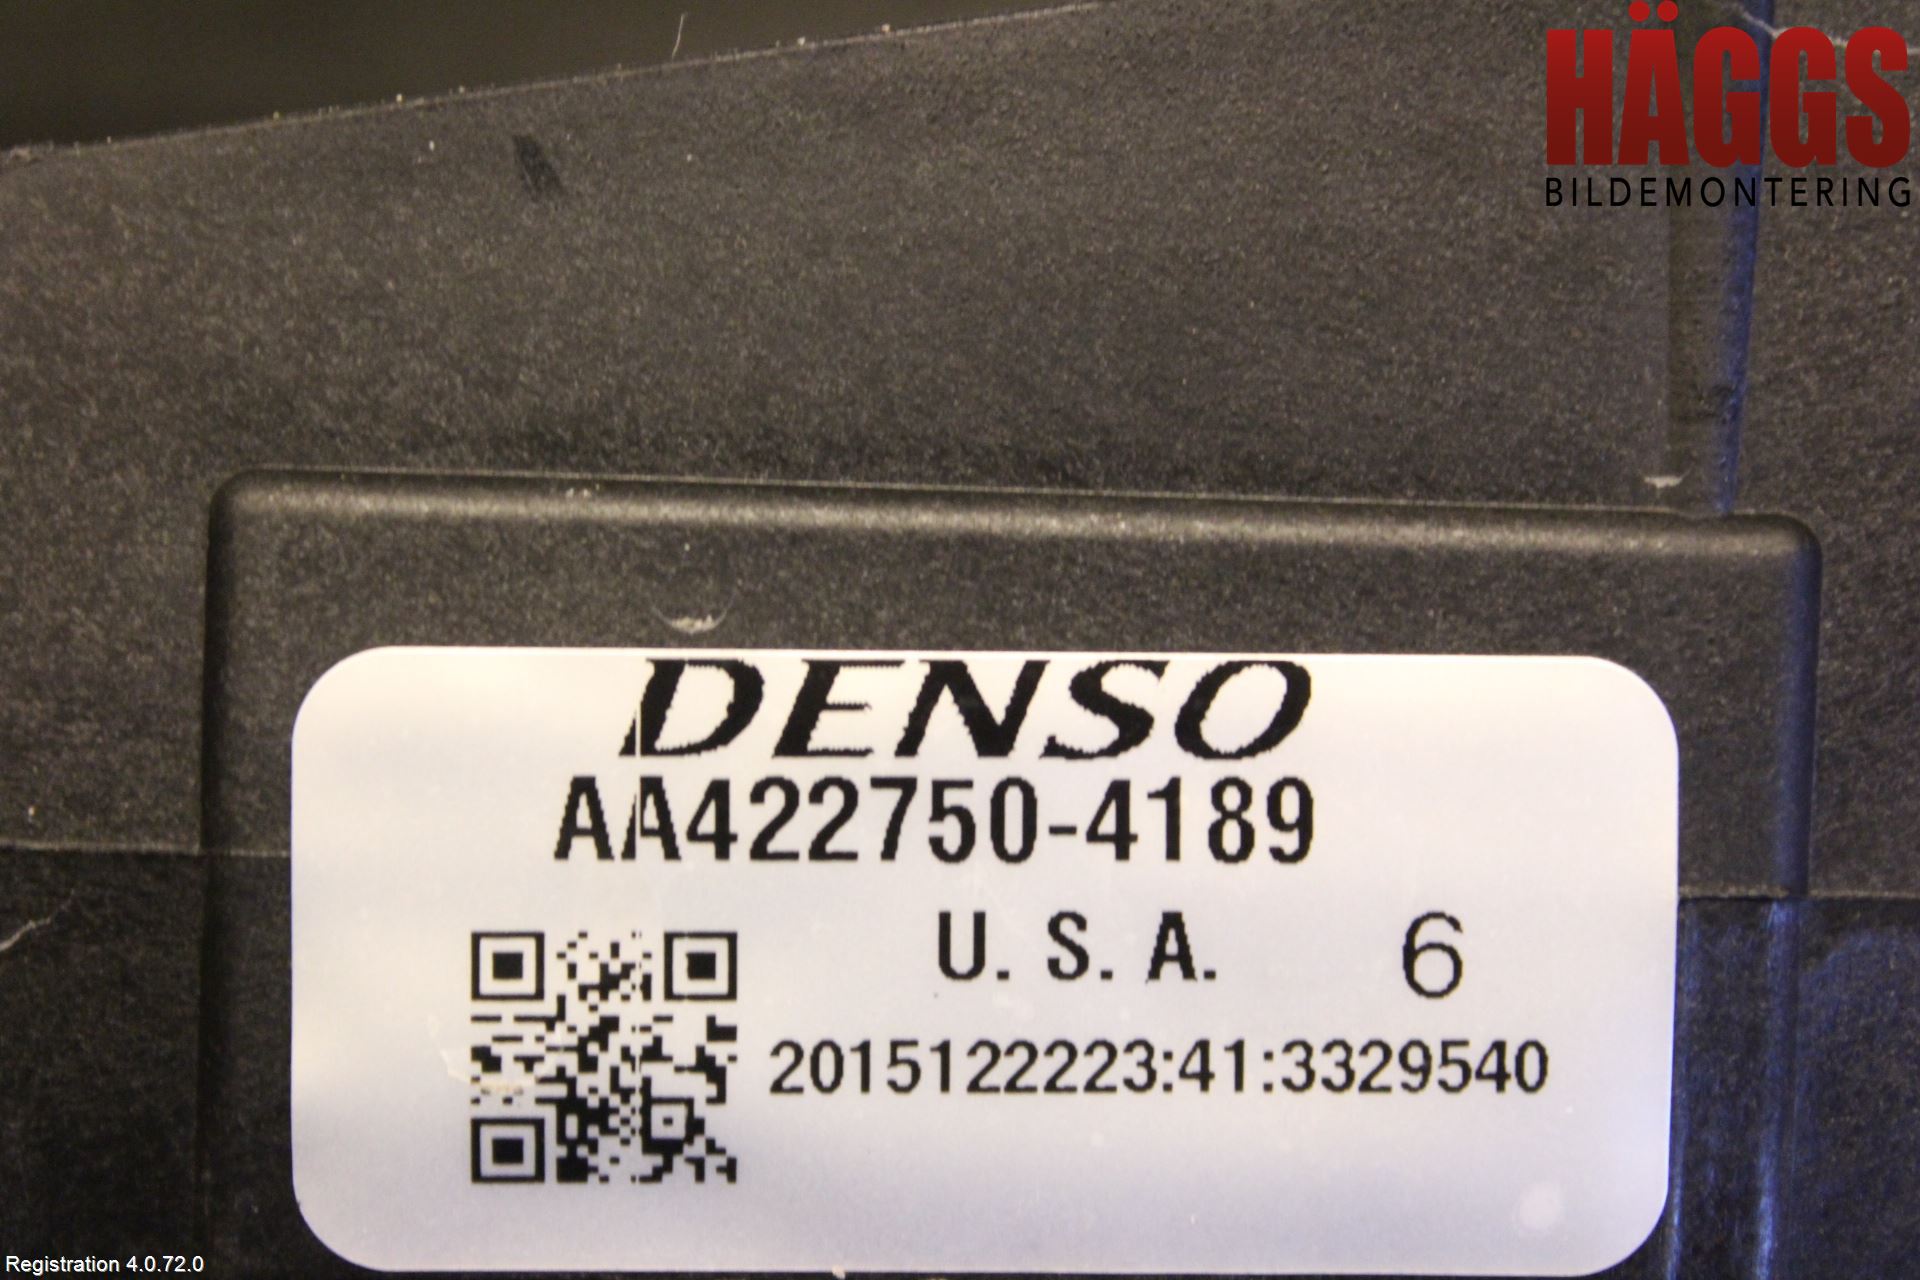 HÄGGS
BILDEMONTERING
DENSO
AA422750-4189
U. S. A. 6
2015122223:41:3329540
Registration 4.0.72.0